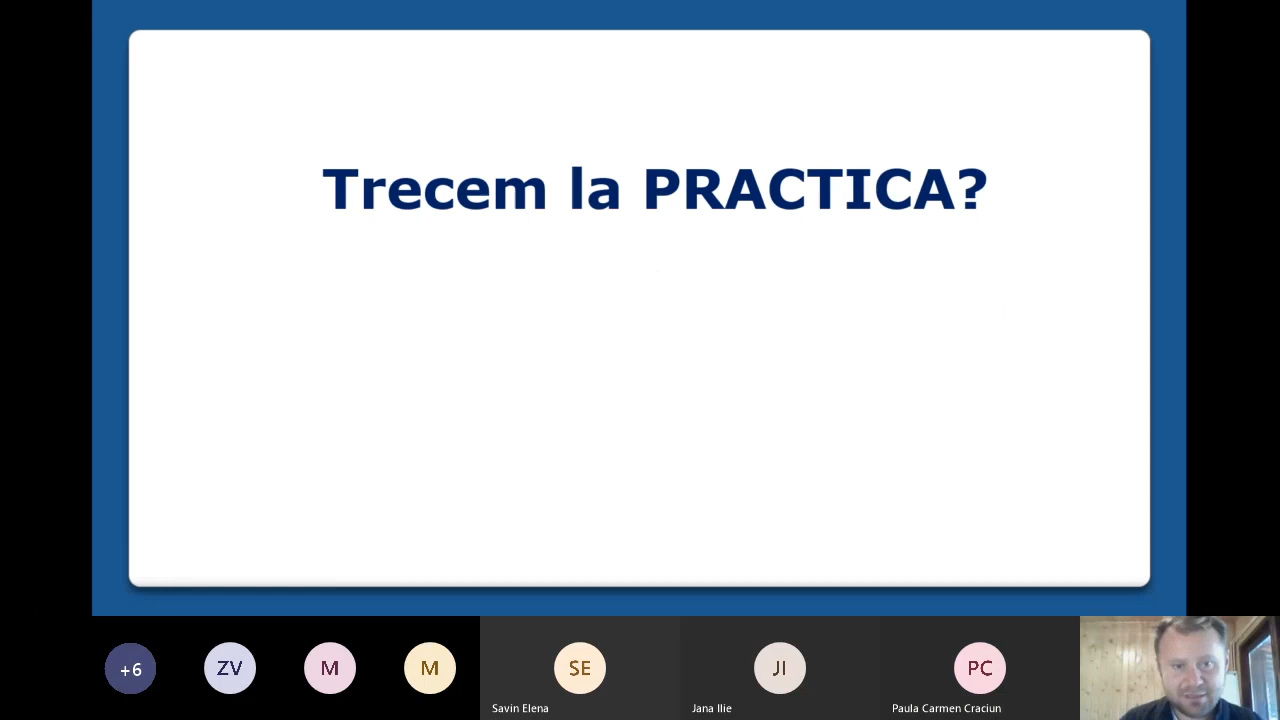 Trecem la PRACTICA?
+6
ZV
M
M
SE
JI
PC
Savin Elena
Jana Ilie
Paula Carmen Craciun